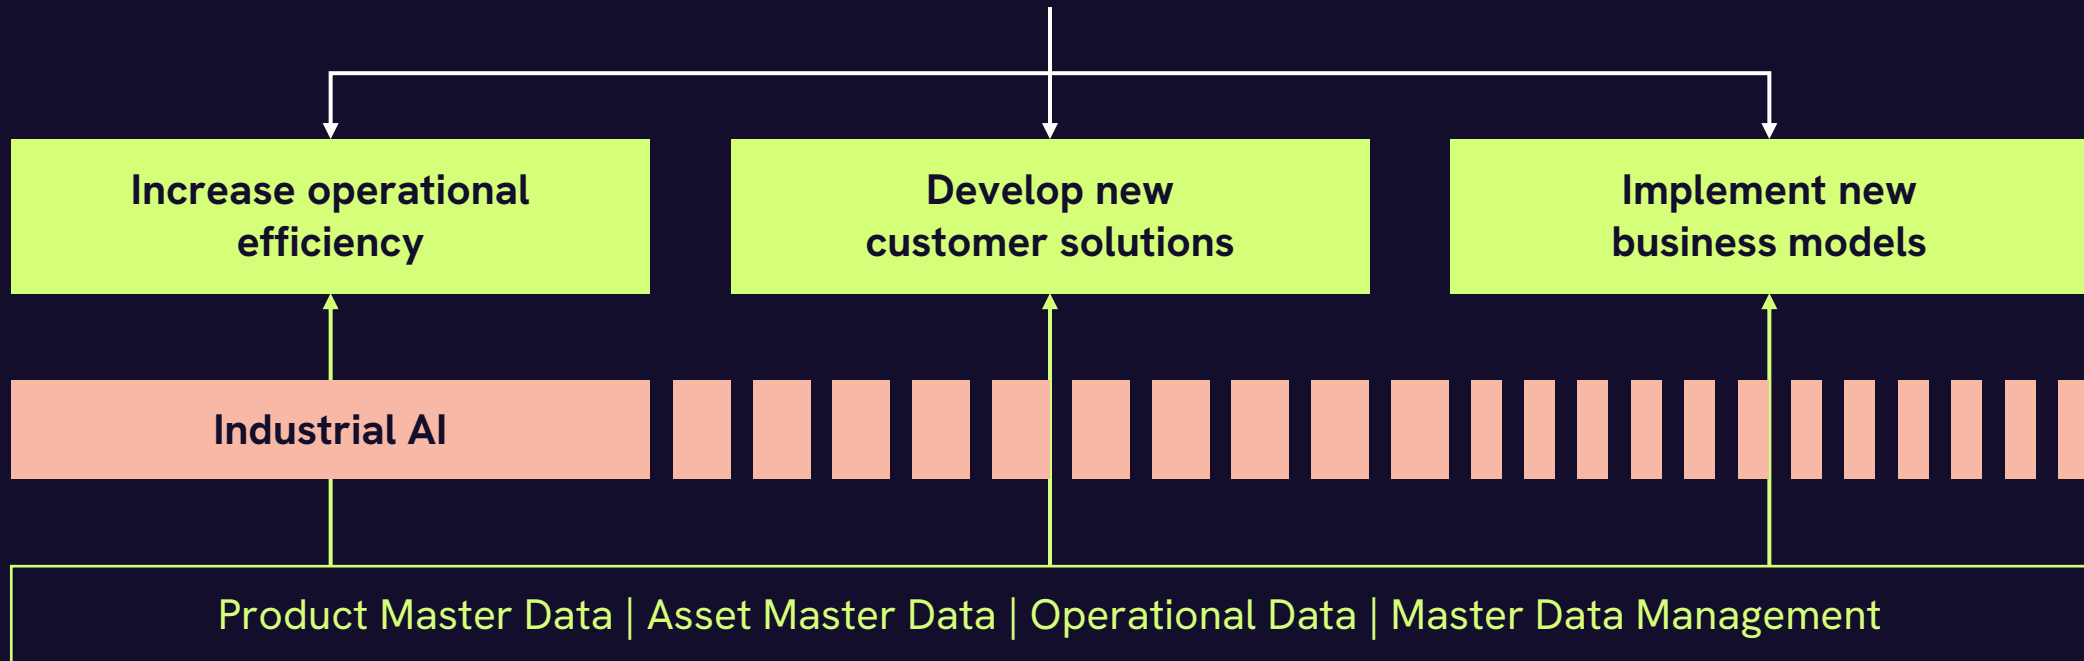 Increase operational
efficiency
Develop new
customer solutions
Implement new
business models
Industrial AI
Product Master Data | Asset Master Data | Operational Data | Master Data Management